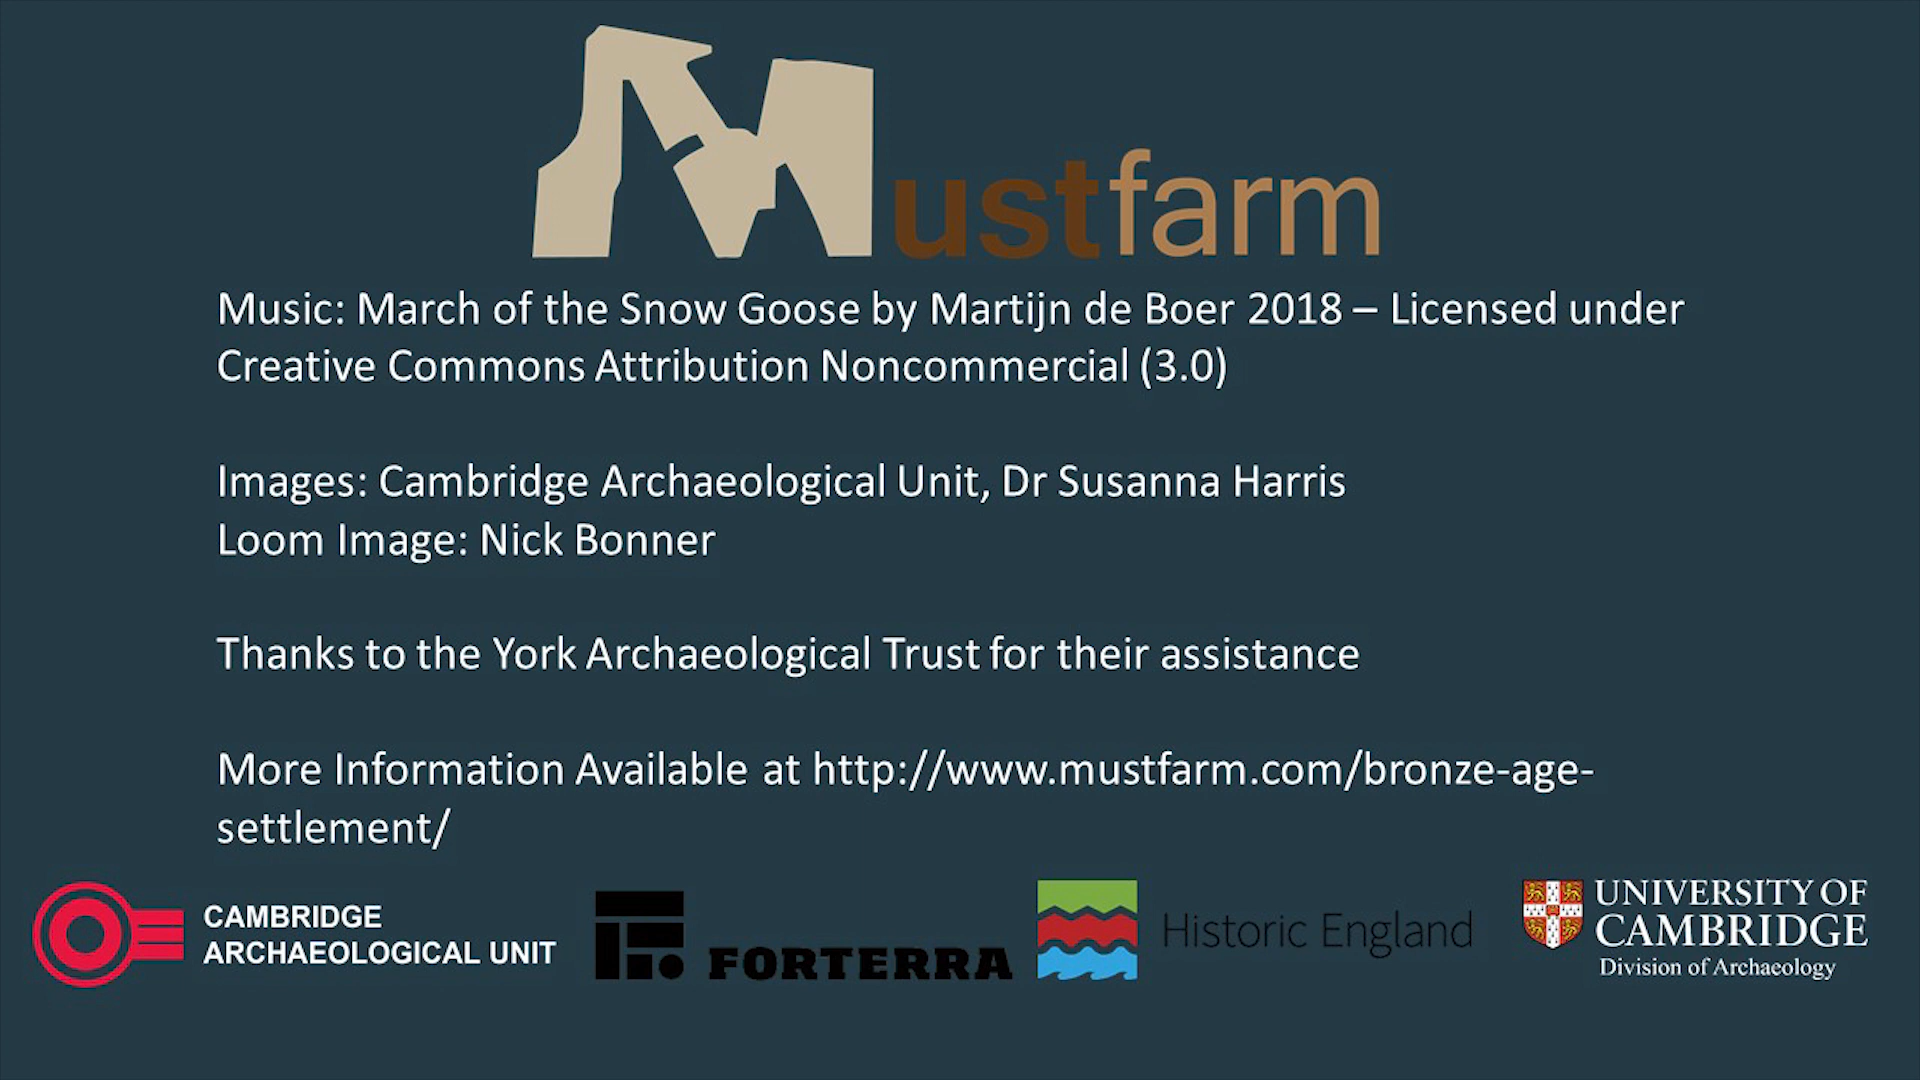 Mustfarm
Music: March of the Snow Goose by Martijn de Boer 2018 – Licensed under
Creative Commons Attribution Noncommercial (3.0)
Images: Cambridge Archaeological Unit, Dr Susanna Harris
Loom Image: Nick Bonner
Thanks to the York Archaeological Trust for their assistance
More Information Available at http://www.mustfarm.com/bronze-age-
settlement/
CAMBRIDGE
ARCHAEOLOGICAL UNIT
FORTERRA
Historic England
UNIVERSITY OF
CAMBRIDGE
Division of Archaeology